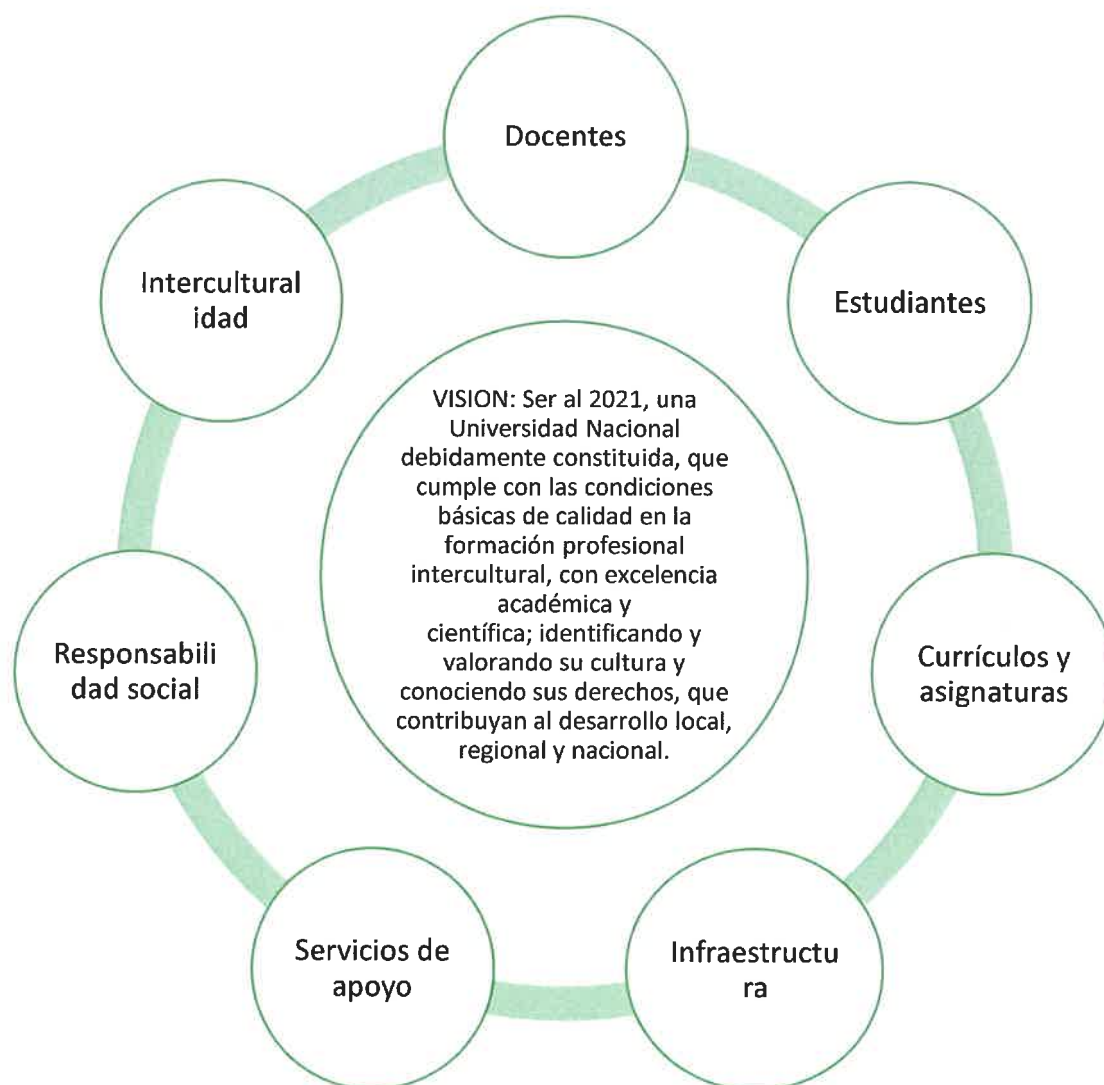 Docentes
Intercultural
idad
Estudiantes
VISION: Ser al 2021, una
Universidad Nacional
debidamente constituida, que
cumple con las condiciones
básicas de calidad en la
formación profesional
intercultural, con excelencia
académica y
científica; identificando y
valorando su cultura y
conociendo sus derechos, que
contribuyan al desarrollo local,
regional y nacional.
Responsabili
dad social
Currículos y
asignaturas
Servicios de
apoyo
Infraestructu
ra